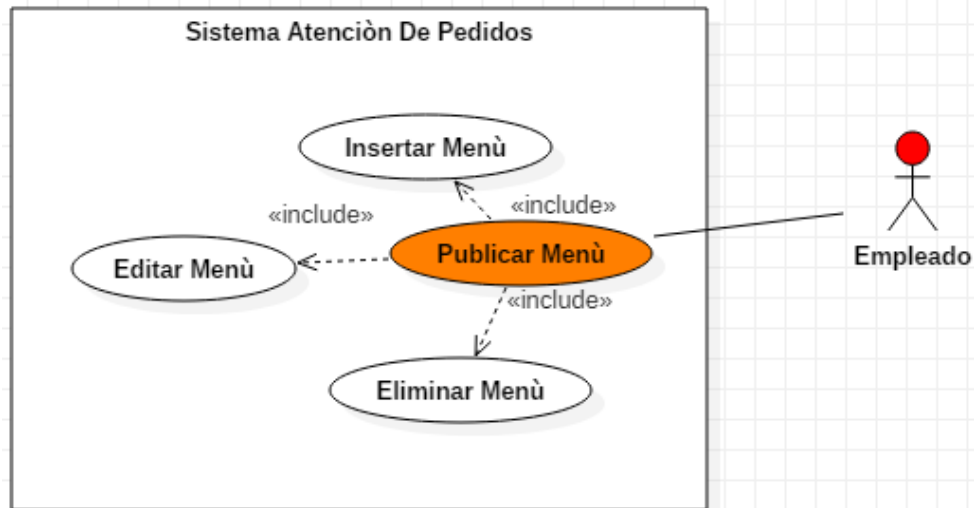 Sistema Atenciòn De Pedidos
Insertar Menù
«include»
«include»
Publicar Menù
Editar Menù
Empleado
«include»
Eliminar Menù